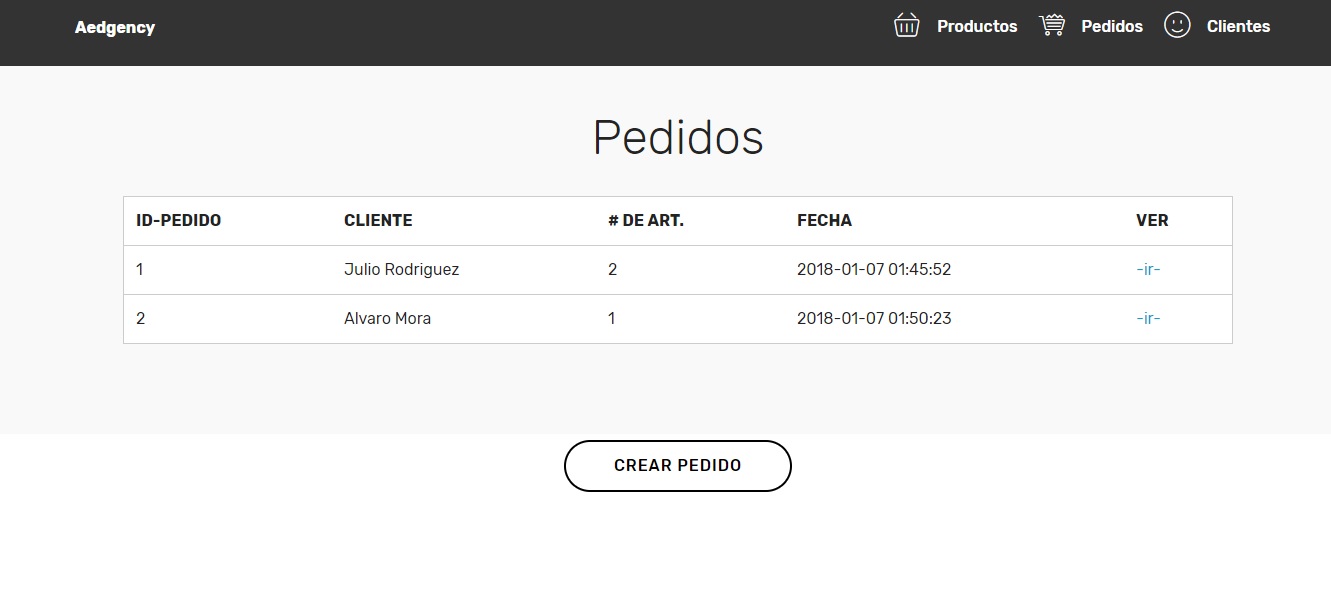 Aedgency Productos Pedidos Clientes
Pedidos
ID-PEDIDO CLIENTE # DE ART. FECHA VER
1 Julio Rodriguez 2 2018-01-07 01:45:52 -ir-
2 Alvaro Mora 1 2018-01-07 01:50:23 -ir-
CREAR PEDIDO